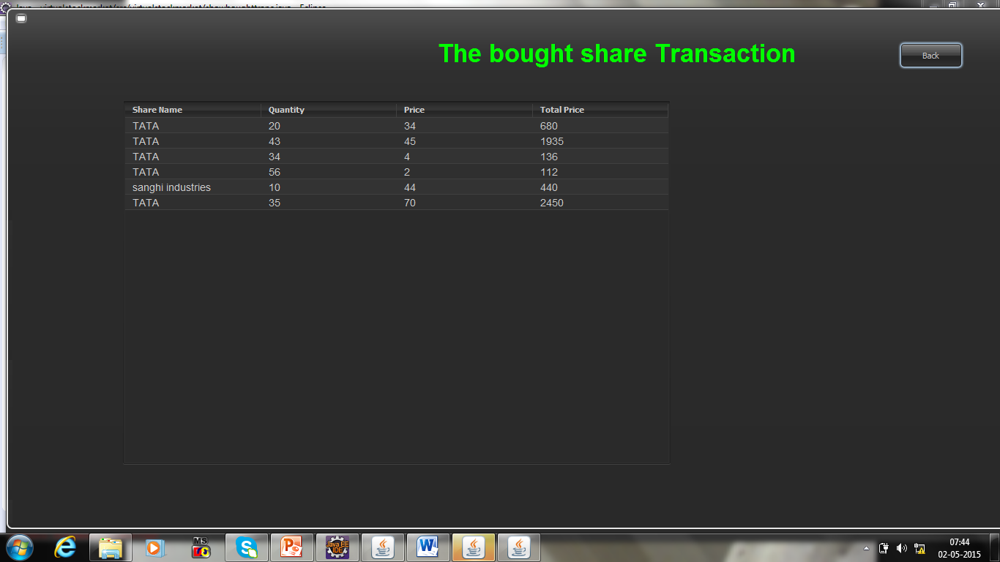 The bought share Transaction
Back
Share Name Quantity Price Total Price
TATA 20 34 680
TATA 43 45 1935
TATA 34 4 136
TATA 56 2 112
sanghi industries 10 44 440
TATA 35 70 2450
MS
Java EE
IDE
07:44
02-05-2015